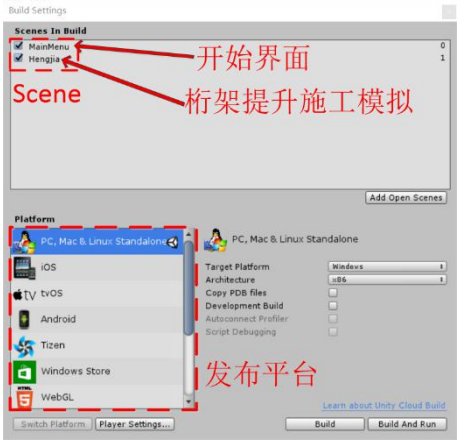 Build Settings
Scenes In Build
MainMenu 0
Hengjia 1
开始界面
Scene
桁架提升施工模拟
Add Open Scenes
Platform
PC, Mac & Linux Standalone
iOS
tv tvOS
Android
Tizen
Windows Store
HTML
5
WebGL
PC, Mac & Linux Standalone
Target Platform Windows
Architecture x86
Copy PDB files
Development Build
Autoconnect Profiler
Script Debugging
发布平台
Learn about Unity Cloud Build
Switch Platform Player Settings... Build Build And Run